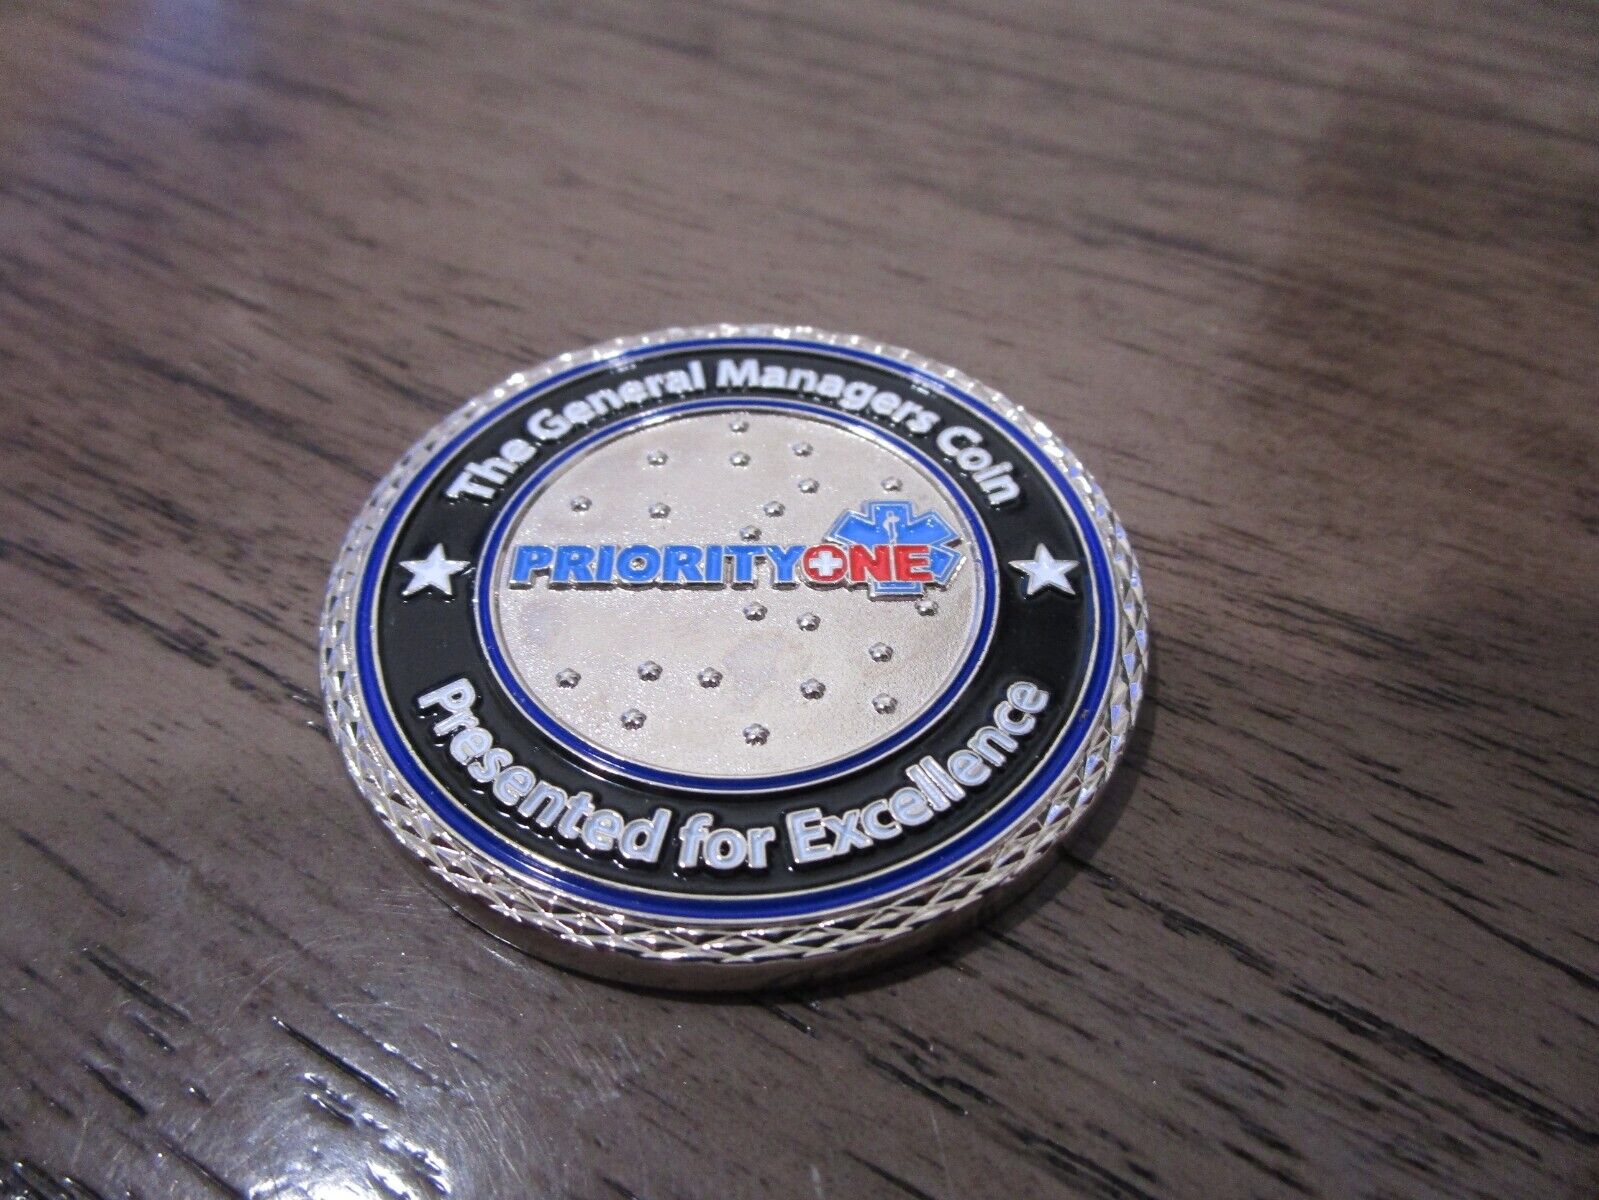 The General Managers Coin
PRIORITYONE
Presented for Excellence